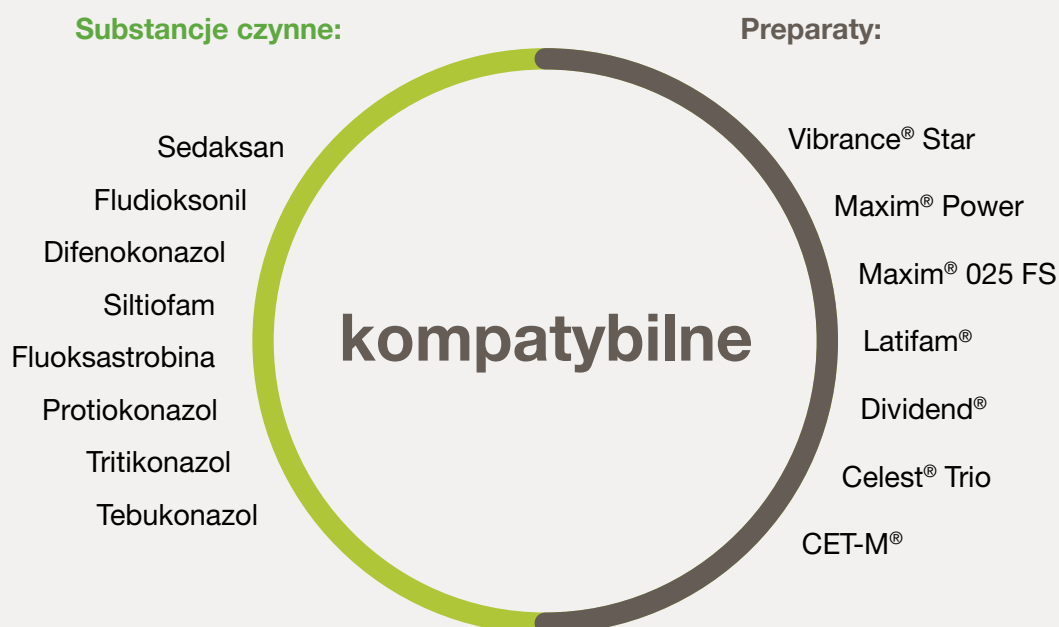 Substancje czynne:
Sedaksan
Fludioksonil
Difenokonazol
Siltiofam
Fluoksastrobina
Protiokonazol
Tritikonazol
Tebukonazol
kompatybilne
Preparaty:
Vibrance® Star
Maxim® Power
Maxim® 025 FS
Latifam®
Dividend®
Celest® Trio
CET-M®